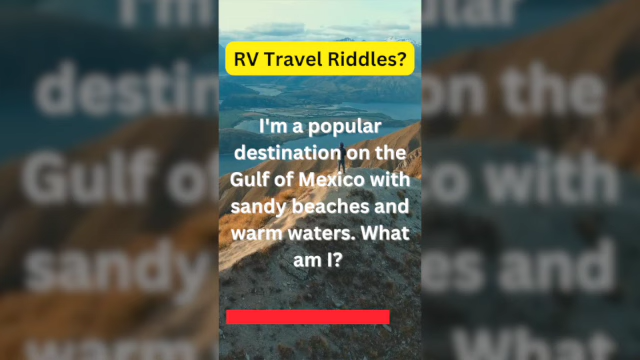 RV Travel Riddles?
I'm a popular
destination on the
Gulf of Mexico with
sandy beaches and
warm waters. What
am I?